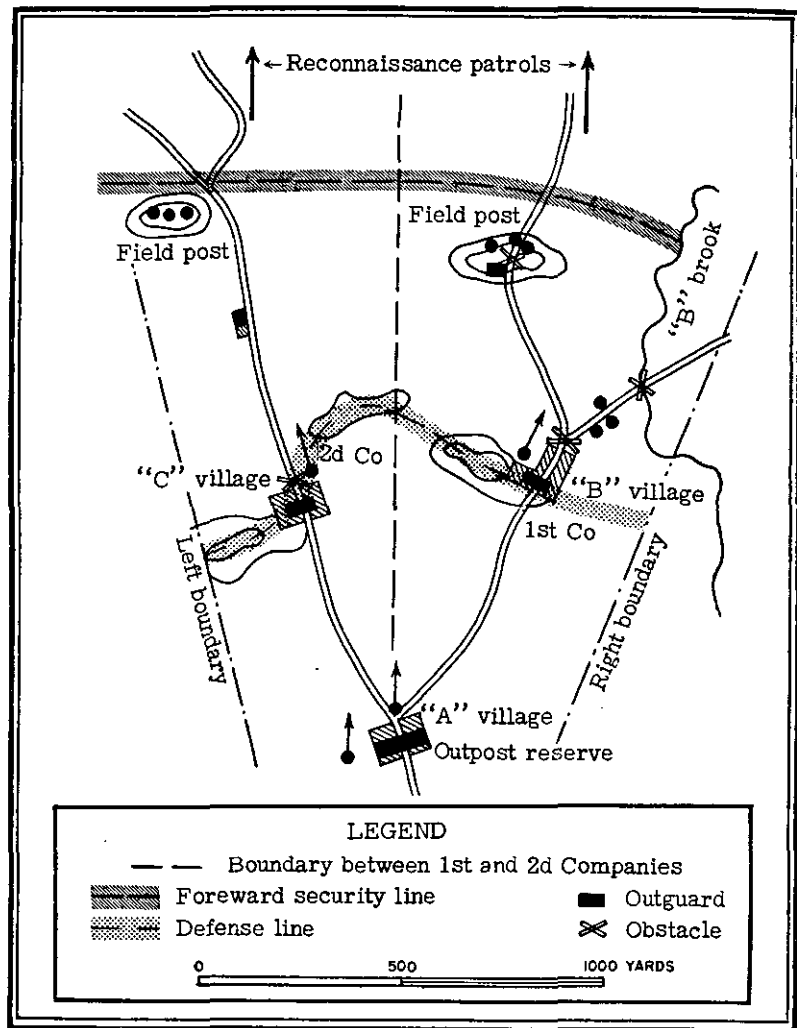 Reconnaissance patrols
Field post
Field post
"B" brook
2d Co
"C" village
"B" village
1st Co
Left boundary
Right boundary
"A" village
Outpost reserve
LEGEND
Boundary between 1st and 2d Companies
Foreward security line
Outguard
Defense line
Obstacle
0 500 1000 YARDS